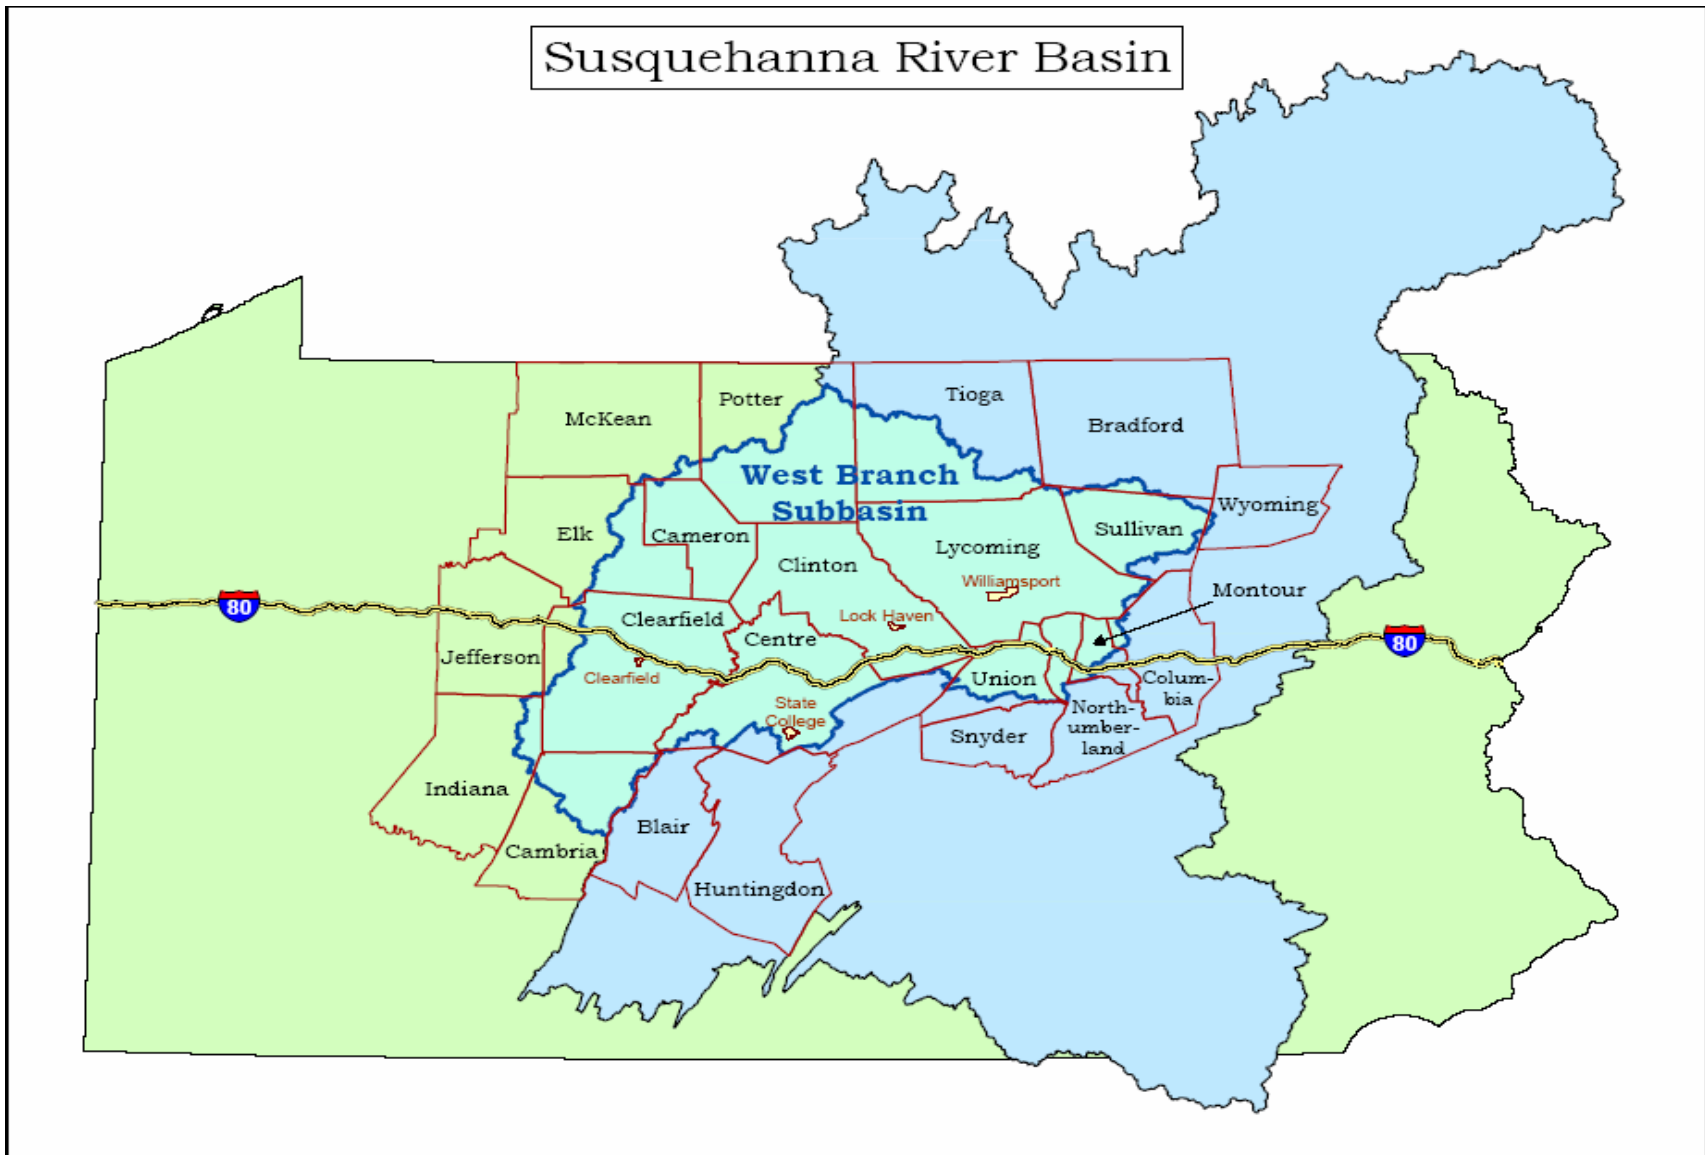 Susquehanna River Basin
Tioga
Potter
McKean
Bradford
West Branch
Subbasin
Wyoming
Elk
Cameron
Sullivan
Lycoming
Clinton
Williamsport
Montour
80
Lock Haven
Clearfield
Centre
80
Jefferson
Clearfield
Union
Colum-
bia
State
College
North-
umber-
land
Snyder
Indiana
Blair
Cambria
Huntingdon